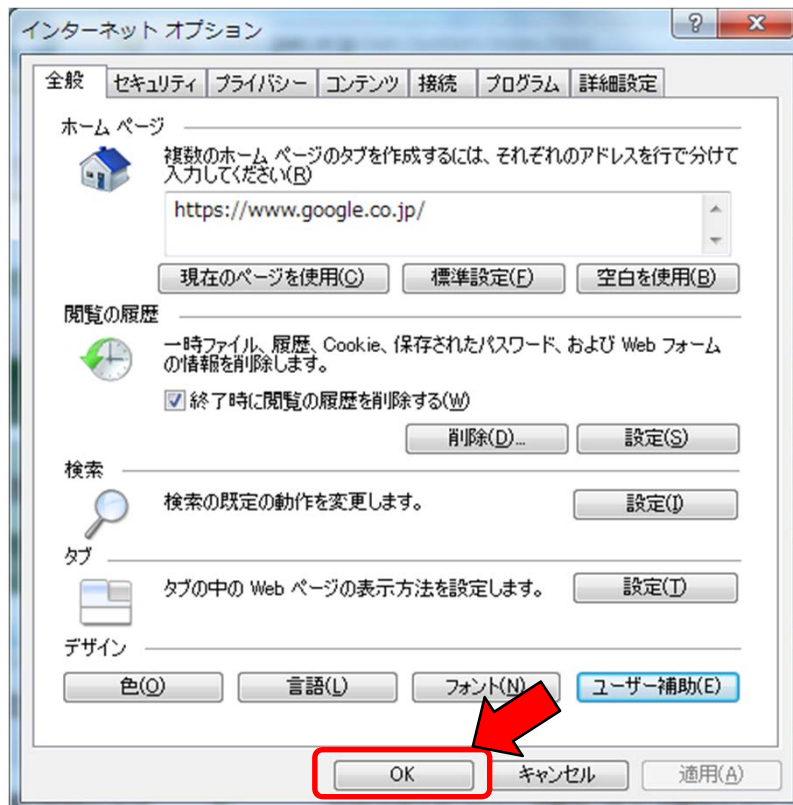 インターネット オプション
全般 セキュリティ プライバシー コンテンツ 接続 プログラム 詳細設定
ホーム ページ
複数のホーム ページのタブを作成するには、それぞれのアドレスを行で分けて
入力してください(R)
https://www.google.co.jp/
現在のページを使用(C) 標準設定(F) 空白を使用(B)
閲覧の履歴
一時ファイル、履歴、Cookie、保存されたパスワード、および Web フォーム
の情報を削除します。
終了時に閲覧の履歴を削除する(W)
削除(D)... 設定(S)
検索
検索の既定の動作を変更します。 設定(I)
タブ
タブの中の Web ページの表示方法を設定します。 設定(T)
デザイン
色(O) 言語(L) フォント(N) ユーザー補助(E)
OK キャンセル 適用(A)